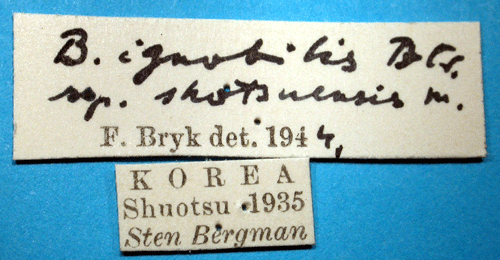 B. ignobilis Btl.
ssp. shotsuensis m.
F. Bryk det. 1944,
KOREA
Shuotsu 1935
Sten Bergman